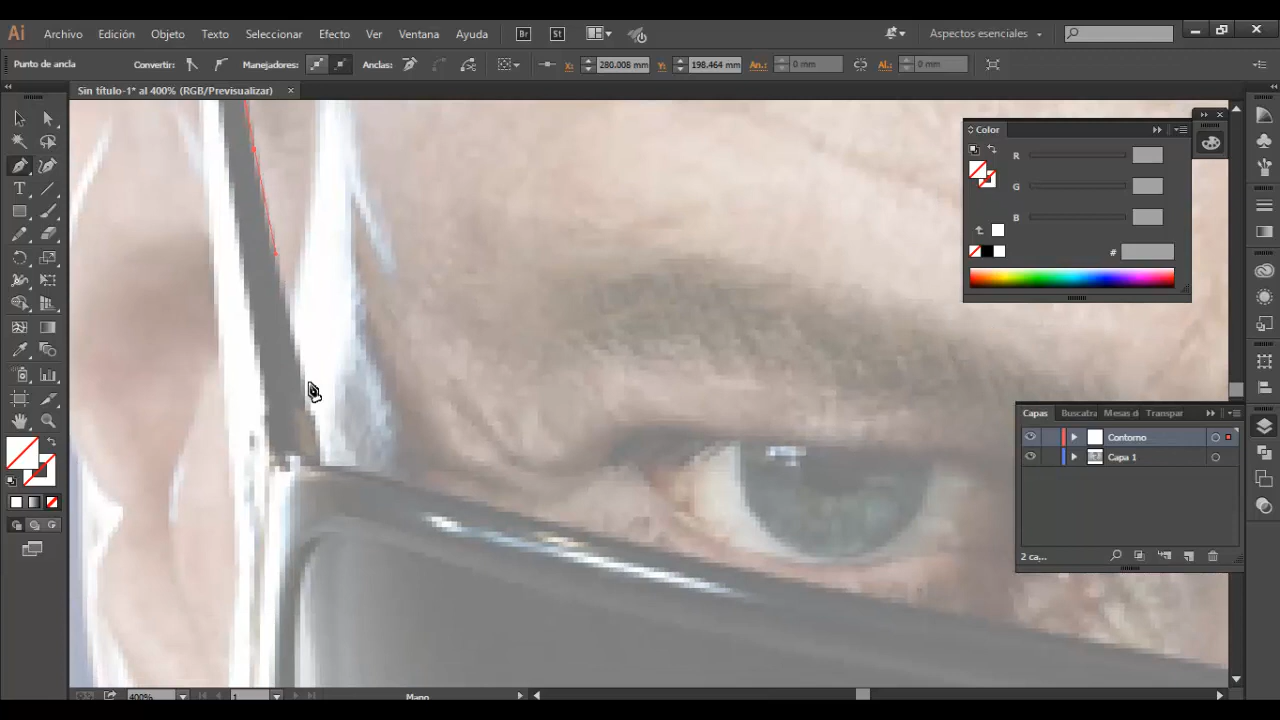 Ai Archivo Edición Objeto Texto Seleccionar Efecto Ver Ventana Ayuda Br St Aspectos esenciales
Punto de ancla Convertir: Manejadores: Anclas: X: 280.008 mm Y: 198.464 mm An.: 0 mm Al.: 0 mm
Sin título-1* al 400% (RGB/Previsualizar)
Color
R
G
B
#
Capas Buscatra Mesas d Transpar
Contorno
Capa 1
2 ca...
400% 1 Mano